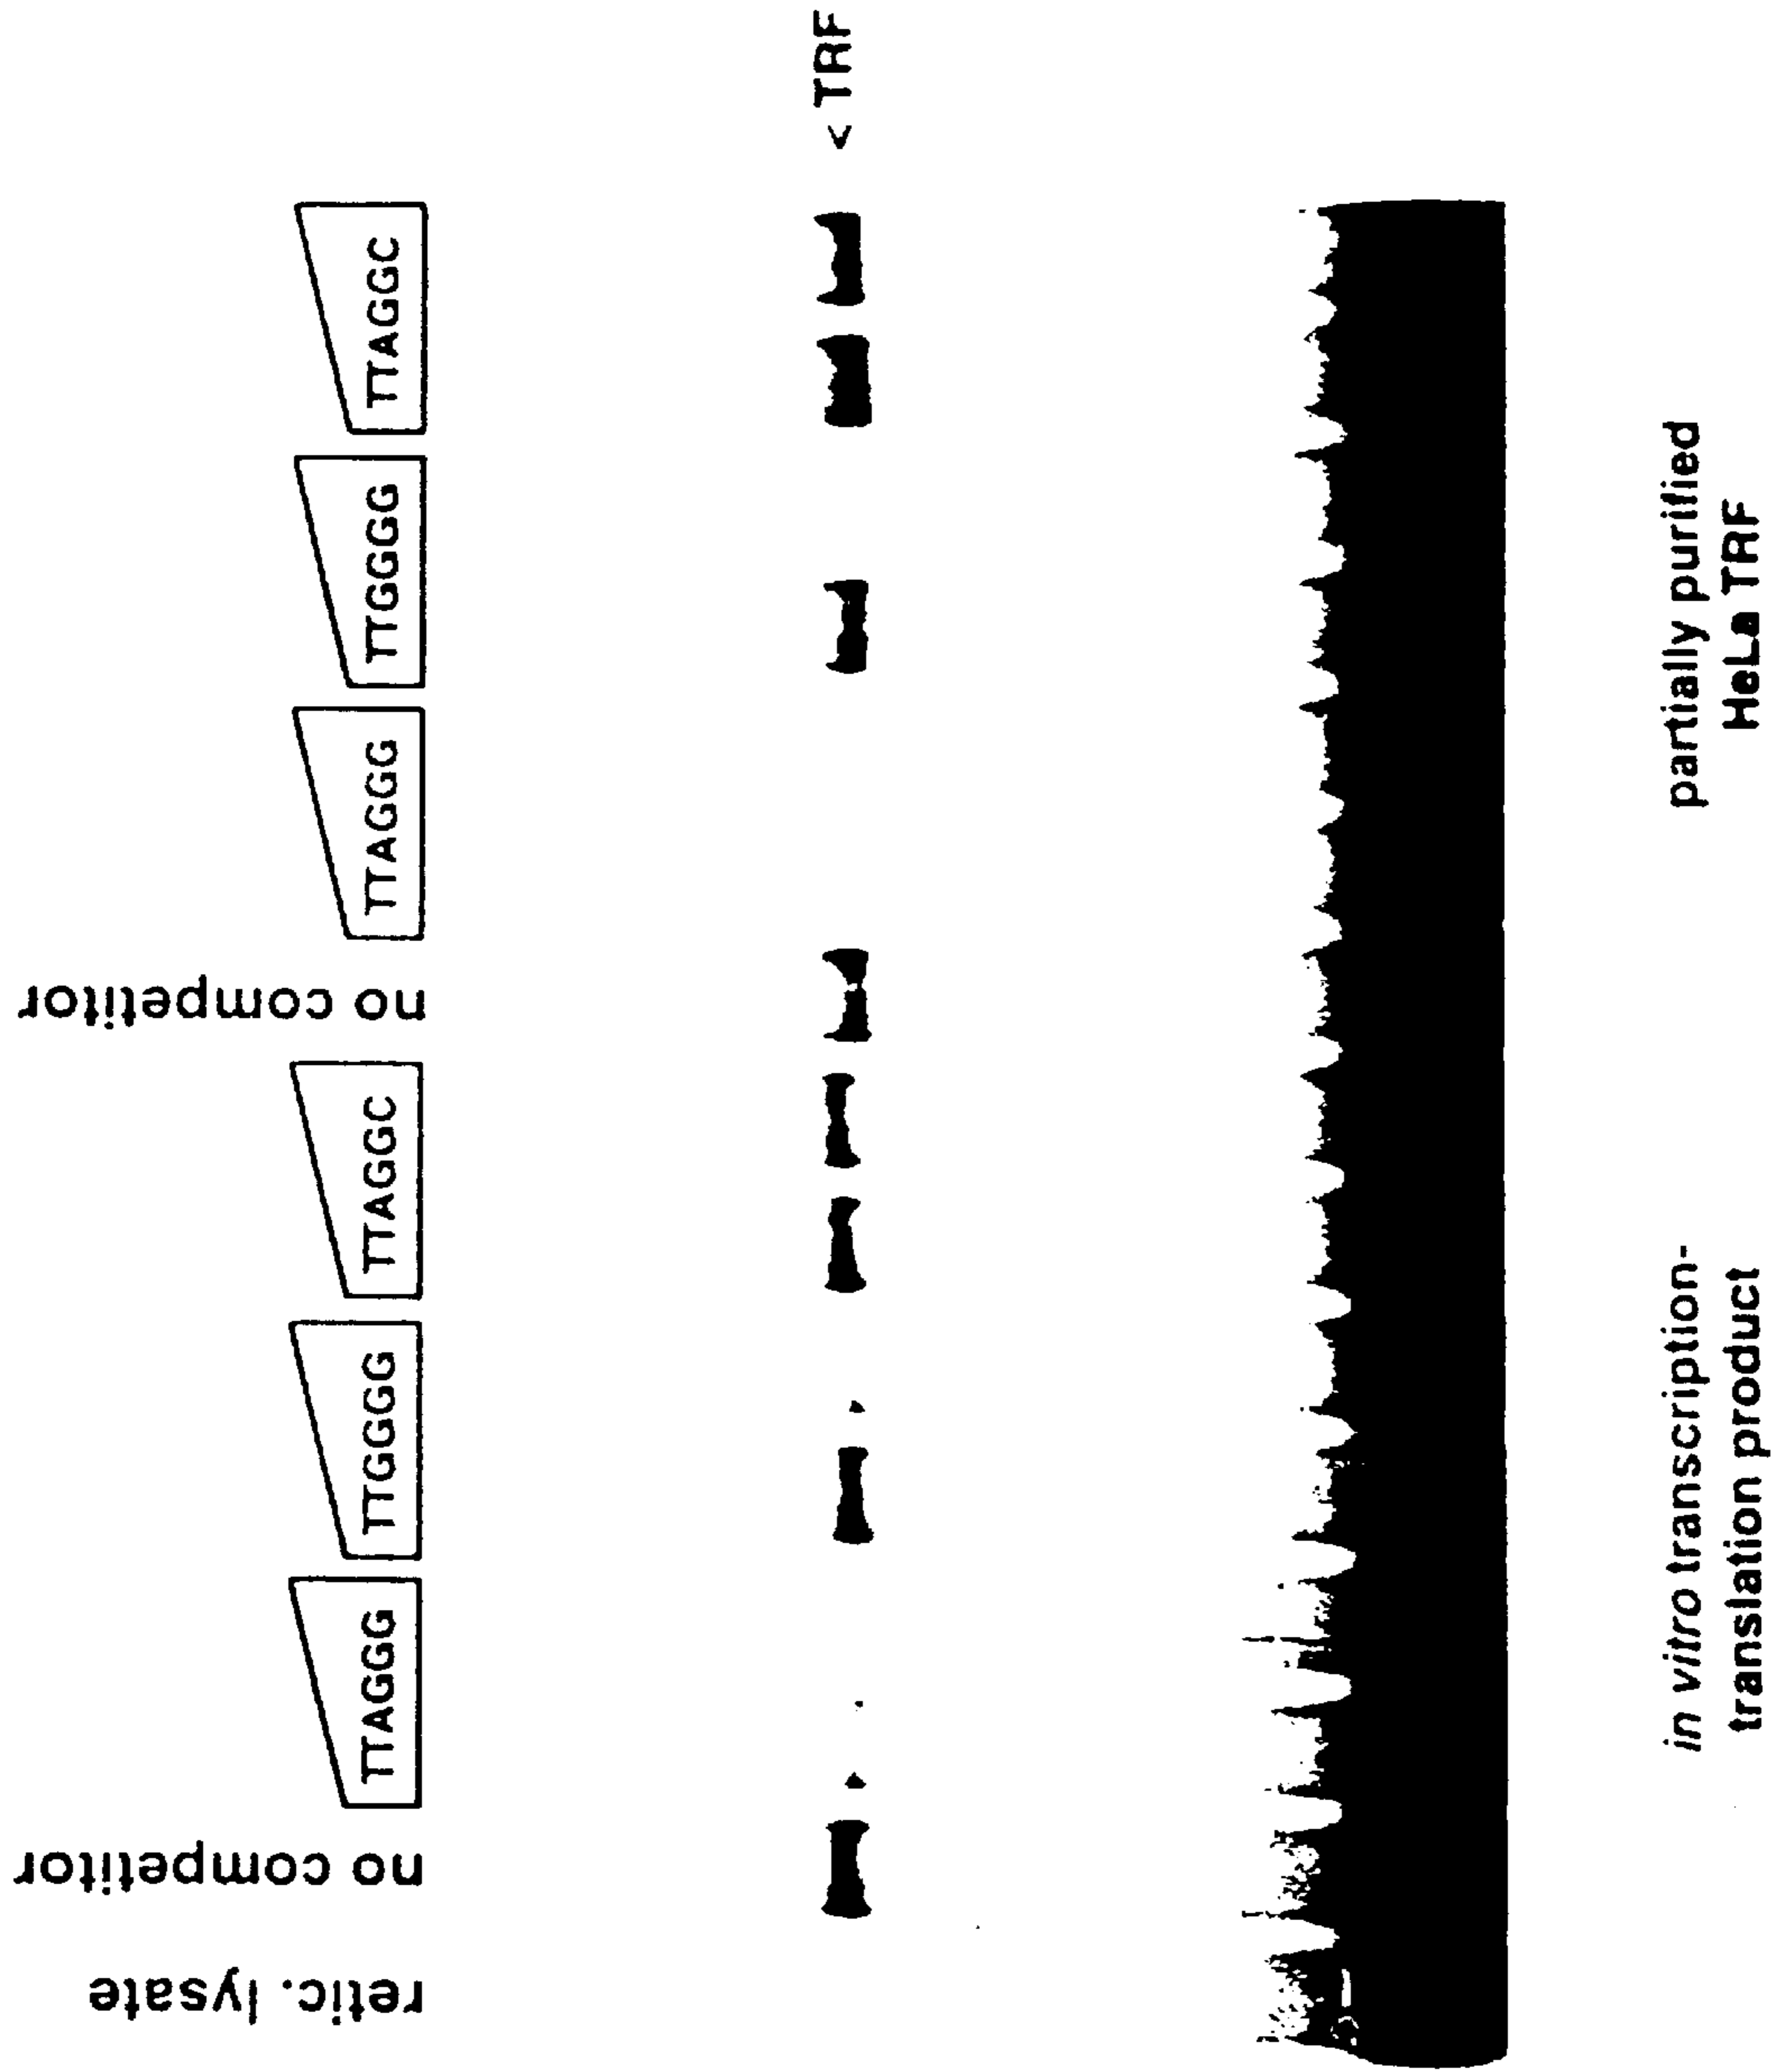 retic. lysate
no competitor
TTAGGG
TTGGGG
TTAGGC
no competitor
TTAGGG
TTGGGG
TTAGGC
< TRF
in vitro transcription-
translation product
partially purified
HeLa TRF